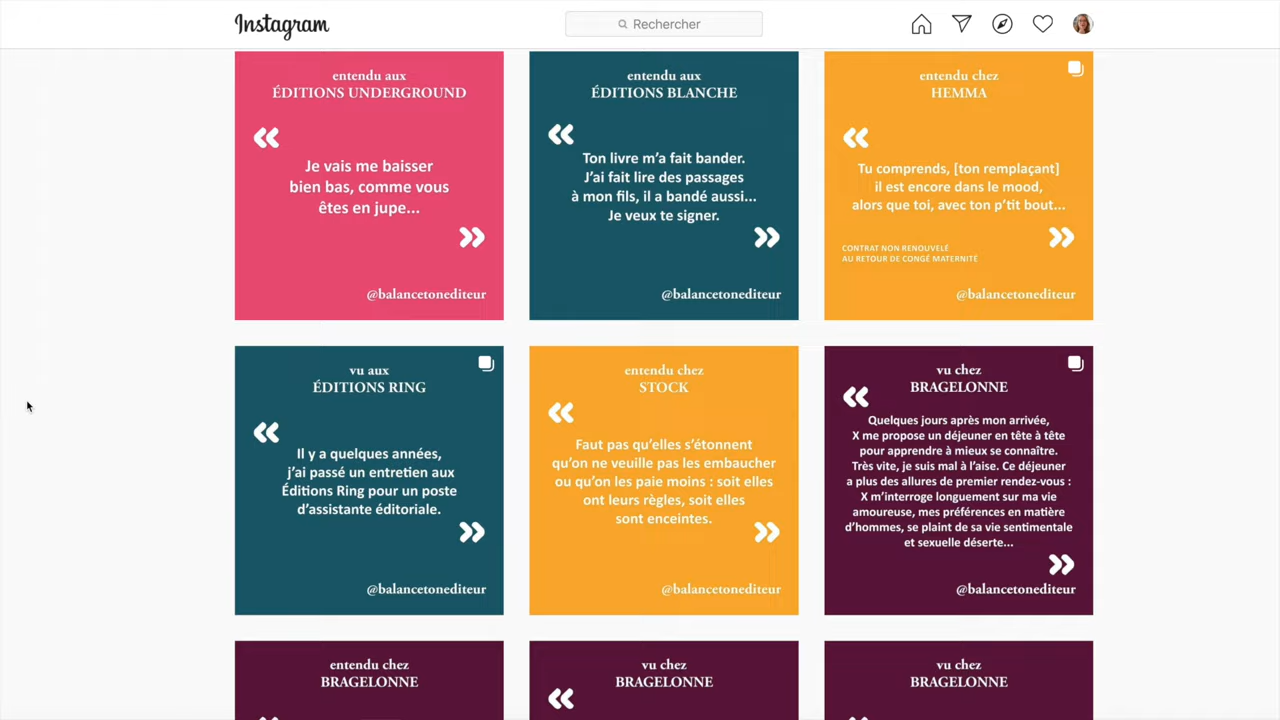 Instagram
Rechercher
entendu aux
ÉDITIONS UNDERGROUND
«
Je vais me baisser
bien bas, comme vous
êtes en jupe...
»
@balancetonediteur
entendu aux
ÉDITIONS BLANCHE
«
Ton livre m’a fait bander.
J’ai fait lire des passages
à mon fils, il a bandé aussi...
Je veux te signer.
»
@balancetonediteur
entendu chez
HEMMA
«
Tu comprends, [ton remplaçant]
il est encore dans le mood,
alors que toi, avec ton p’tit bout...
»
CONTRAT NON RENOUVELÉ
AU RETOUR DE CONGÉ MATERNITÉ
@balancetonediteur
vu aux
ÉDITIONS RING
«
Il y a quelques années,
j’ai passé un entretien aux
Éditions Ring pour un poste
d’assistante éditoriale.
»
@balancetonediteur
entendu chez
STOCK
«
Faut pas qu’elles s’étonnent
qu’on ne veuille pas les embaucher
ou qu’on les paie moins : soit elles
ont leurs règles, soit elles
sont enceintes.
»
@balancetonediteur
vu chez
BRAGELONNE
«
Quelques jours après mon arrivée,
X me propose un déjeuner en tête à tête
pour apprendre à mieux se connaître.
Très vite, je suis mal à l’aise. Ce déjeuner
a plus des allures de premier rendez-vous :
X m’interroge longuement sur ma vie
amoureuse, mes préférences en matière
d’hommes, se plaint de sa vie sentimentale
et sexuelle déserte...
»
@balancetonediteur
entendu chez
BRAGELONNE
vu chez
BRAGELONNE
«
vu chez
BRAGELONNE